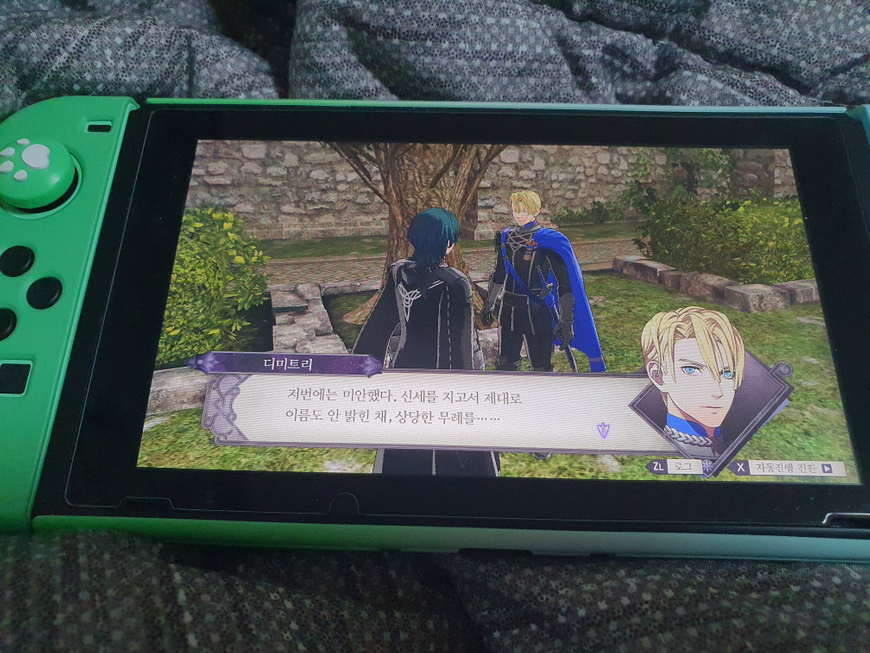 디미트리
저번에는 미안했다. 신세를 지고서 제대로
이름도 안 밝힌 채, 상당한 무례를……
ZL 로그
X 자동진행 전환